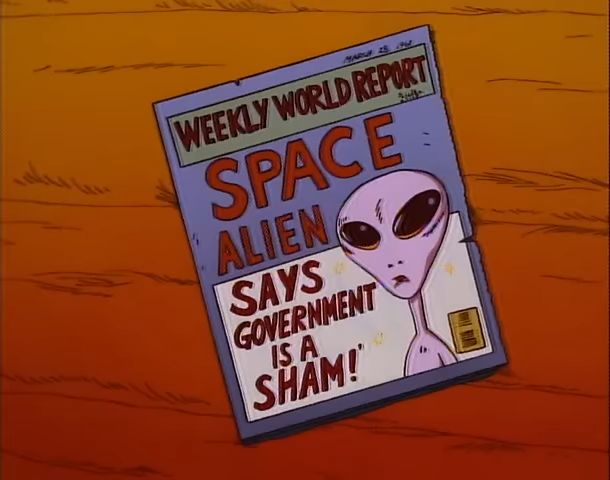 WEEKLY WORLD REPORT
SPACE
ALIEN
SAYS
GOVERNMENT
IS A
SHAM!